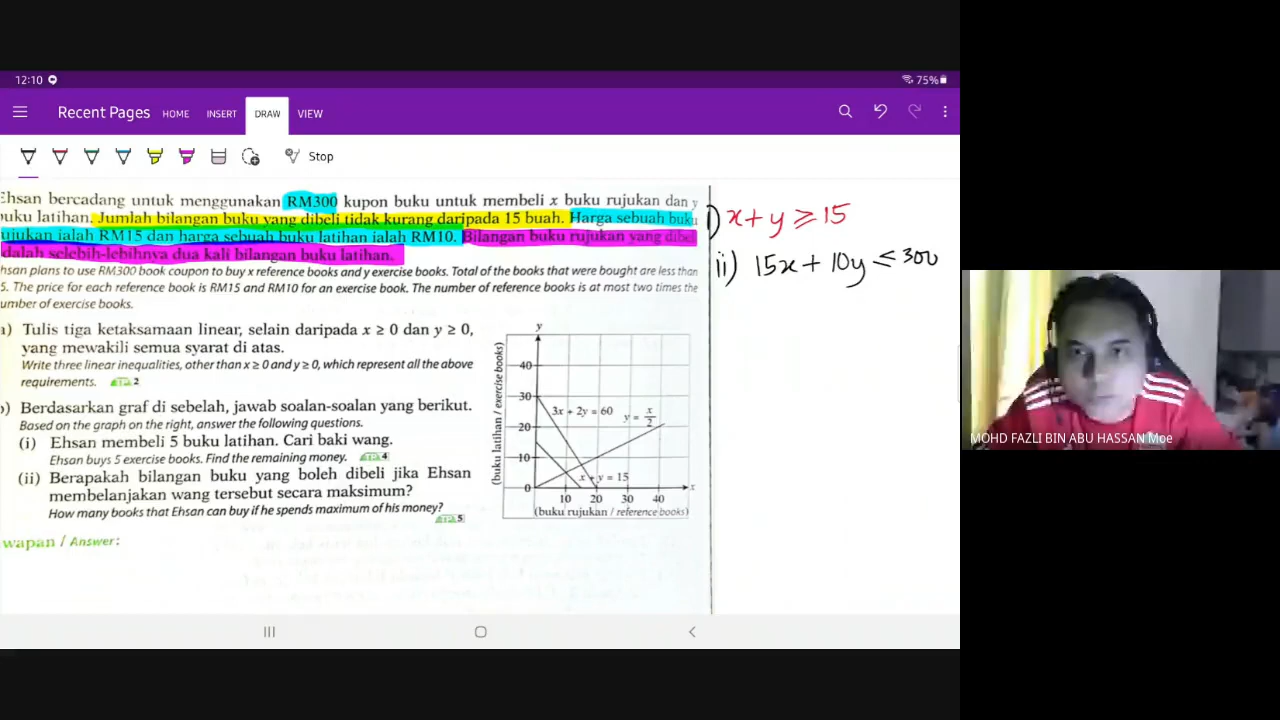 12:10
75%
Recent Pages HOME INSERT DRAW VIEW
Stop
Ehsan bercadang untuk menggunakan RM300 kupon buku untuk membeli x buku rujukan dan y
buku latihan. Jumlah bilangan buku yang dibeli tidak kurang daripada 15 buah. Harga sebuah buku
rujukan ialah RM15 dan harga sebuah buku latihan ialah RM10. Bilangan buku rujukan yang dibel
adalah selebih-lebihnya dua kali bilangan buku latihan.
hsan plans to use RM300 book coupon to buy x reference books and y exercise books. Total of the books that were bought are less than
5. The price for each reference book is RM15 and RM10 for an exercise book. The number of reference books is at most two times the
umber of exercise books.
a) Tulis tiga ketaksamaan linear, selain daripada x ≥ 0 dan y ≥ 0,
yang mewakili semua syarat di atas.
Write three linear inequalities, other than x ≥ 0 and y ≥ 0, which represent all the above
requirements. 2
b) Berdasarkan graf di sebelah, jawab soalan-soalan yang berikut.
Based on the graph on the right, answer the following questions.
(i) Ehsan membeli 5 buku latihan. Cari baki wang.
Ehsan buys 5 exercise books. Find the remaining money. 4
(ii) Berapakah bilangan buku yang boleh dibeli jika Ehsan
membelanjakan wang tersebut secara maksimum?
How many books that Ehsan can buy if he spends maximum of his money?
5
wapan / Answer:
(buku latihan / exercise books)
y
40
30
20
10
0
3x + 2y = 60
y = x/2
x + y = 15
x
10 20 30 40
(buku rujukan / reference books)
i) x + y ≥ 15
ii) 15x + 10y ≤ 300
MOHD FAZLI BIN ABU HASSAN Moe